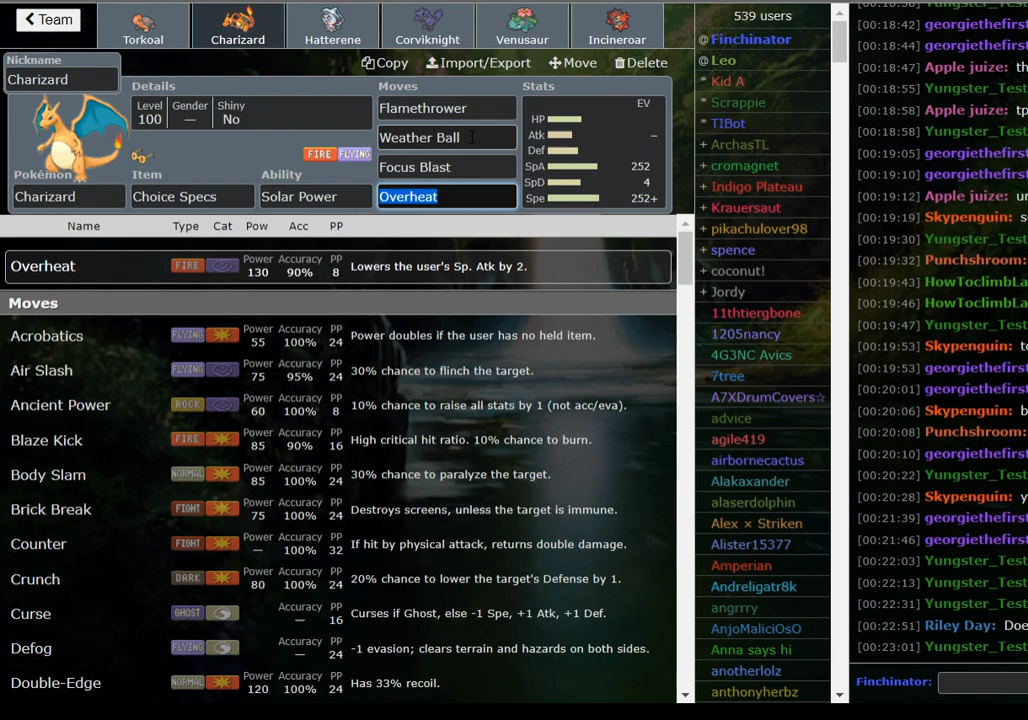 Team
Torkoal
Charizard
Hatterene
Corviknight
Venusaur
Incineroar
Copy
Import/Export
Move
Delete
Nickname
Charizard
Details
Level
100
Gender
—
Shiny
No
FIRE FLYING
Pokémon
Charizard
Item
Choice Specs
Ability
Solar Power
Moves
Flamethrower
Weather Ball
Focus Blast
Overheat
Stats
EV
HP
Atk –
Def
SpA 252
SpD 4
Spe 252+
Name Type Cat Pow Acc PP
Overheat FIRE Power 130 Accuracy 90% PP 8 Lowers the user's Sp. Atk by 2.
Moves
Acrobatics FLYING Power 55 Accuracy 100% PP 24 Power doubles if the user has no held item.
Air Slash FLYING Power 75 Accuracy 95% PP 24 30% chance to flinch the target.
Ancient Power ROCK Power 60 Accuracy 100% PP 8 10% chance to raise all stats by 1 (not acc/eva).
Blaze Kick FIRE Power 85 Accuracy 90% PP 16 High critical hit ratio. 10% chance to burn.
Body Slam NORMAL Power 85 Accuracy 100% PP 24 30% chance to paralyze the target.
Brick Break FIGHT Power 75 Accuracy 100% PP 24 Destroys screens, unless the target is immune.
Counter FIGHT Power — Accuracy 100% PP 32 If hit by physical attack, returns double damage.
Crunch DARK Power 80 Accuracy 100% PP 24 20% chance to lower the target's Defense by 1.
Curse GHOST Accuracy — PP 16 Curses if Ghost, else -1 Spe, +1 Atk, +1 Def.
Defog FLYING Accuracy — PP 24 -1 evasion; clears terrain and hazards on both sides.
Double-Edge NORMAL Power 120 Accuracy 100% PP 24 Has 33% recoil.
539 users
@Finchinator
@Leo
* Kid A
* Scrappie
* TIBot
+ ArchasTL
+ cromagnet
+ Indigo Plateau
+ Krauersaut
+ pikachulover98
+ spence
+ coconut!
+ Jordy
11thtiergbone
1205nancy
4G3NC Avics
7tree
A7XDrumCovers☆
advice
agile419
airbornecactus
Alakaxander
alaserdolphin
Alex × Striken
Alister15377
Amperian
Andreligatr8k
angrrry
AnjoMaliciOsO
Anna says hi
anotherlolz
anthonyherbz
[00:18:42] georgiethefirst
[00:18:44] georgiethefirst
[00:18:47] Apple juize: th
[00:18:55] Yungster_Test
[00:18:58] Apple juize: tp
[00:18:58] Yungster_Test
[00:19:05] georgiethefirs
[00:19:10] Apple juize: ur
[00:19:19] Skypenguin: s
[00:19:30] Yungster_Test
[00:19:32] Punchshroom:
[00:19:43] HowToclimbLa
[00:19:46] HowToclimbLa
[00:19:47] Yungster_Test
[00:19:53] Skypenguin: to
[00:19:53] georgiethefirs
[00:20:01] georgiethefirs
[00:20:06] Skypenguin: b
[00:20:08] Punchshroom:
[00:20:10] georgiethefirs
[00:20:22] Yungster_Test
[00:20:28] Skypenguin: y
[00:21:39] georgiethefirs
[00:21:46] georgiethefirs
[00:22:03] Yungster_Test
[00:22:13] Yungster_Test
[00:22:31] Yungster_Test
[00:22:51] Riley Day: Doe
[00:23:01] Yungster_Test
Finchinator: